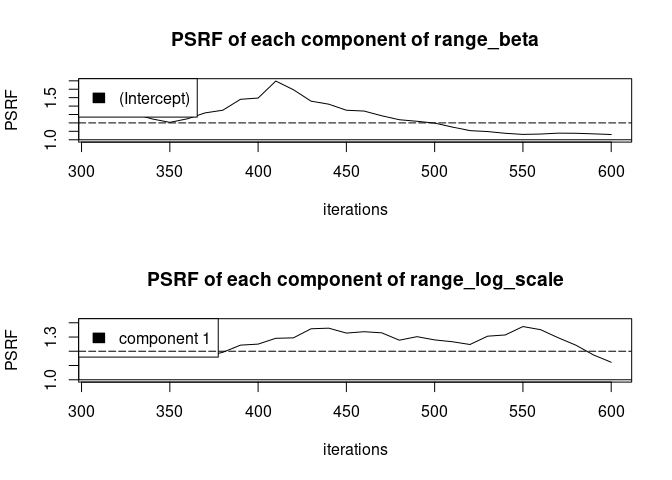 PSRF of each component of range_beta
PSRF
1.5
1.0
(Intercept)
300 350 400 450 500 550 600
iterations
PSRF of each component of range_log_scale
PSRF
1.3
1.0
component 1
300 350 400 450 500 550 600
iterations